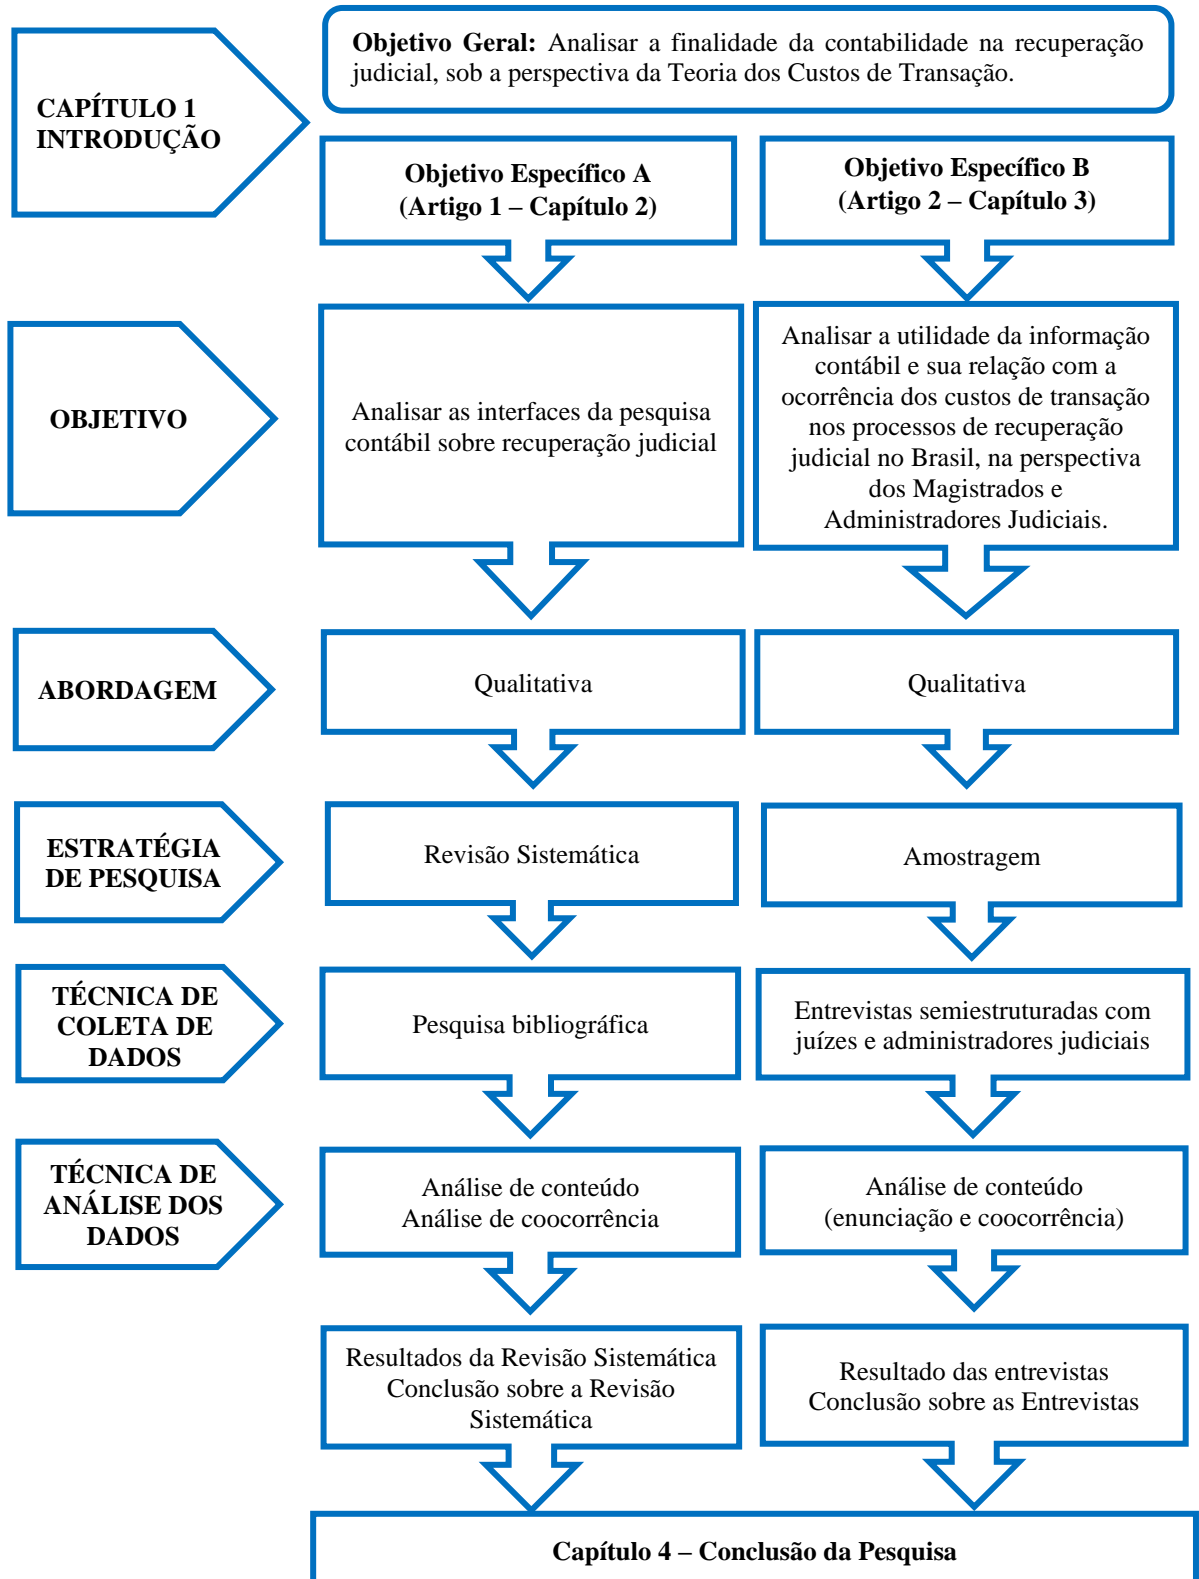 CAPÍTULO 1
INTRODUÇÃO
Objetivo Geral: Analisar a finalidade da contabilidade na recuperação
judicial, sob a perspectiva da Teoria dos Custos de Transação.
Objetivo Específico A
(Artigo 1 – Capítulo 2)
Objetivo Específico B
(Artigo 2 – Capítulo 3)
OBJETIVO
Analisar as interfaces da pesquisa
contábil sobre recuperação judicial
Analisar a utilidade da informação
contábil e sua relação com a
ocorrência dos custos de transação
nos processos de recuperação
judicial no Brasil, na perspectiva
dos Magistrados e
Administradores Judiciais.
ABORDAGEM
Qualitativa
Qualitativa
ESTRATÉGIA
DE PESQUISA
Revisão Sistemática
Amostragem
TÉCNICA DE
COLETA DE
DADOS
Pesquisa bibliográfica
Entrevistas semiestruturadas com
juízes e administradores judiciais
TÉCNICA DE
ANÁLISE DOS
DADOS
Análise de conteúdo
Análise de coocorrência
Análise de conteúdo
(enunciação e coocorrência)
Resultados da Revisão Sistemática
Conclusão sobre a Revisão
Sistemática
Resultado das entrevistas
Conclusão sobre as Entrevistas
Capítulo 4 – Conclusão da Pesquisa